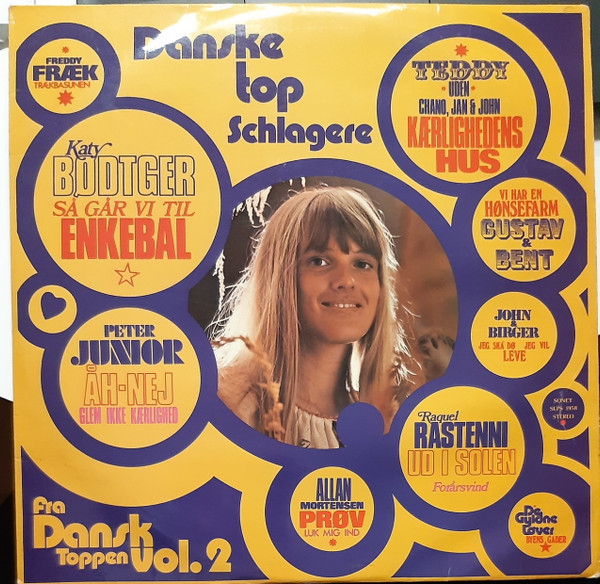 Danske
top
Schlagere
FREDDY
FRÆK
TRÆKBASUNEN
TEDDY
UDEN
CHANO, JAN & JOHN
KÆRLIGHEDENS
HUS
Katy
BØDTGER
SÅ GÅR VI TIL
ENKEBAL
VI HAR EN
HØNSEFARM
GUSTAV
&
BENT
JOHN
&
BIRGER
JEG SKA DØ JEG VIL
LEVE
PETER
JUNIOR
ÅH-NEJ
GLEM IKKE KÆRLIGHED
SONET
SLPS 1958
STEREO
Raquel
RASTENNI
UD I SOLEN
Forårsvind
ALLAN
MORTENSEN
PRØV
LUK MIG IND
De
Gyldne
Løver
BYENS GADER
Fra
Dansk
Toppen Vol. 2